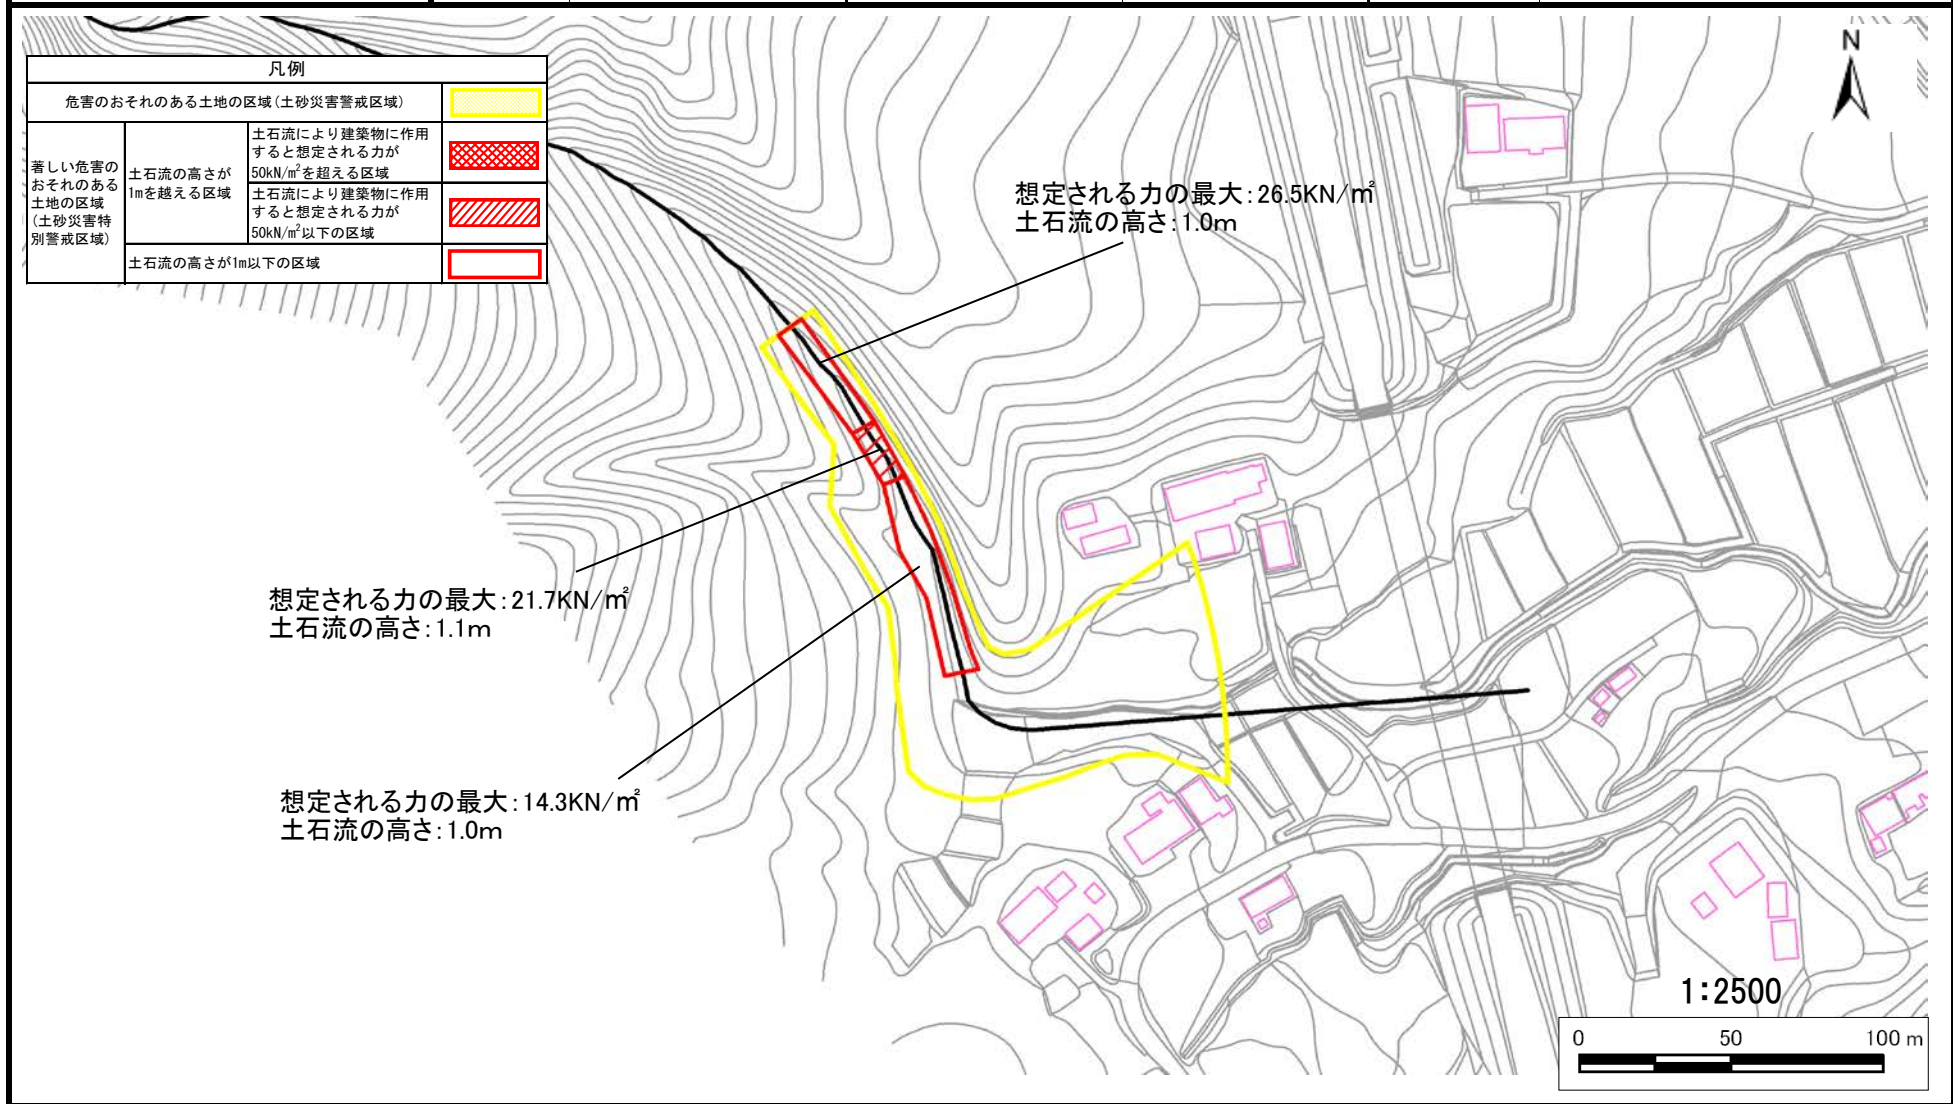 凡例
危害のおそれのある土地の区域(土砂災害警戒区域)
著しい危害の
おそれのある
土地の区域
(土砂災害特
別警戒区域)
土石流の高さが
1mを越える区域
土石流により建築物に作用
すると想定される力が
50kN/m²を超える区域
土石流により建築物に作用
すると想定される力が
50kN/m²以下の区域
土石流の高さが1m以下の区域
N
想定される力の最大:26.5KN/㎡
土石流の高さ:1.0m
想定される力の最大:21.7KN/㎡
土石流の高さ:1.1m
想定される力の最大:14.3KN/㎡
土石流の高さ:1.0m
1:2500
0 50 100 m